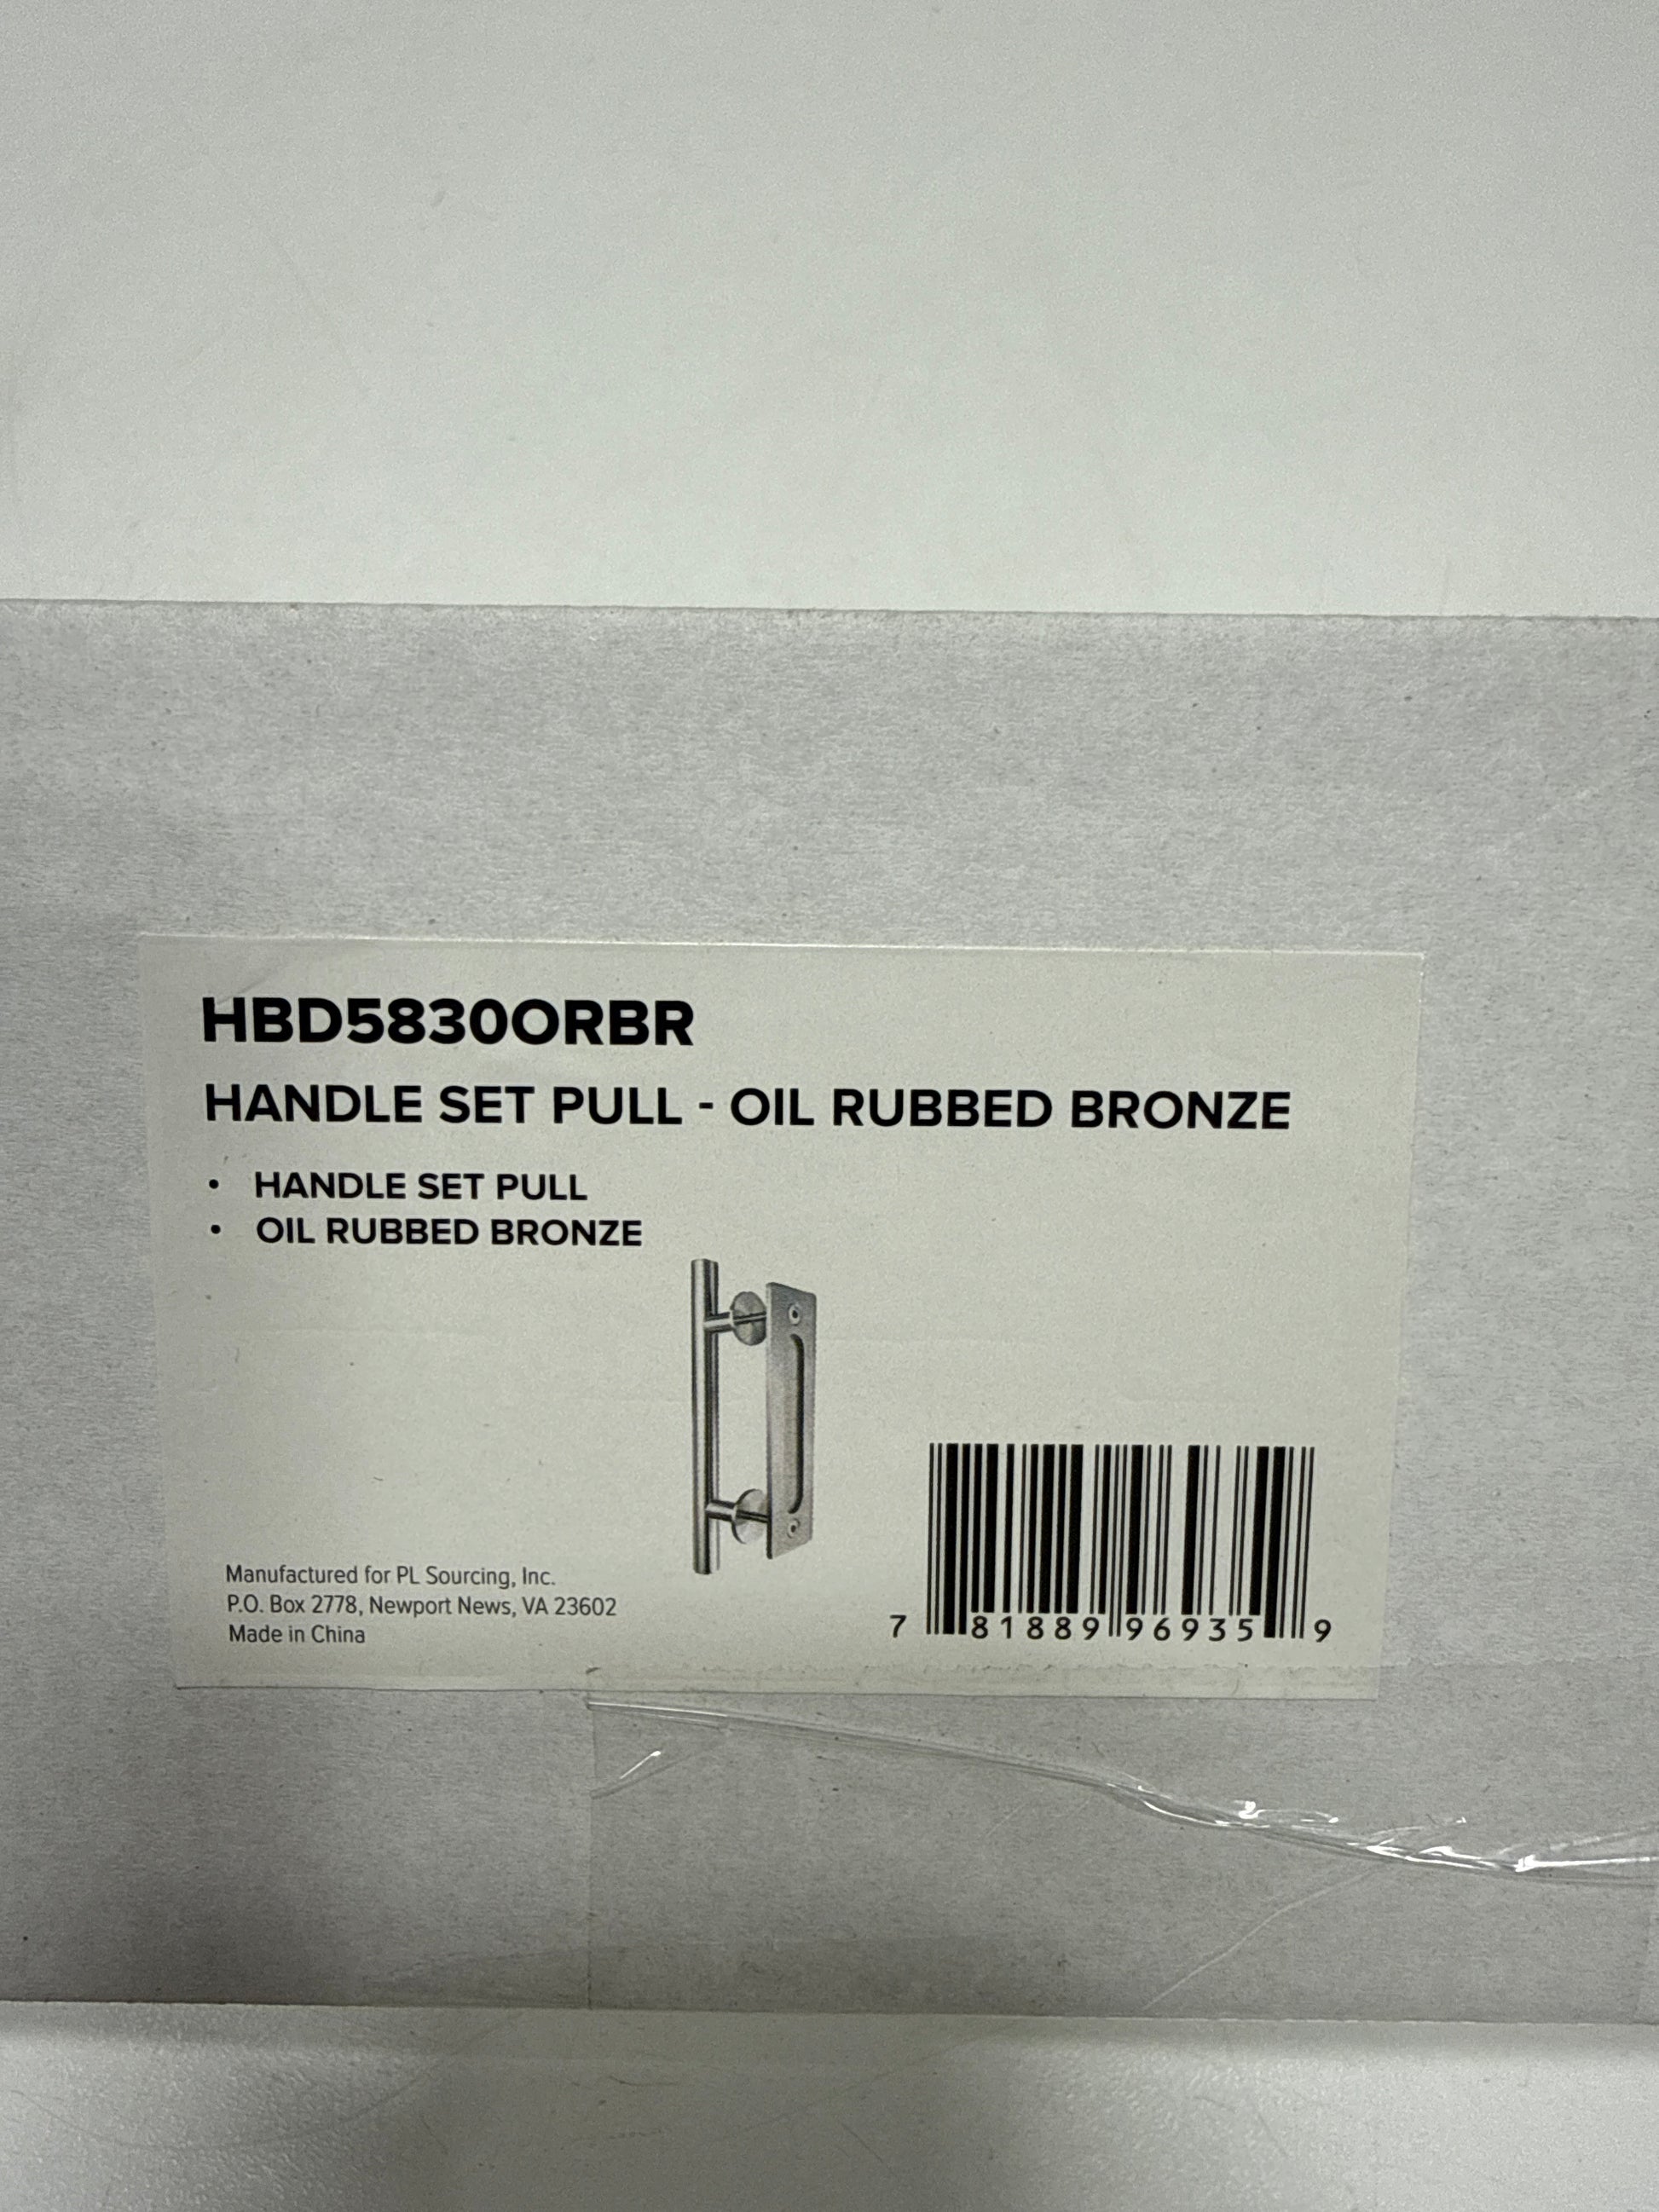 HBD5830ORBR
HANDLE SET PULL - OIL RUBBED BRONZE
• HANDLE SET PULL
• OIL RUBBED BRONZE
Manufactured for PL Sourcing, Inc.
P.O. Box 2778, Newport News, VA 23602
Made in China
7 81889 96935 9